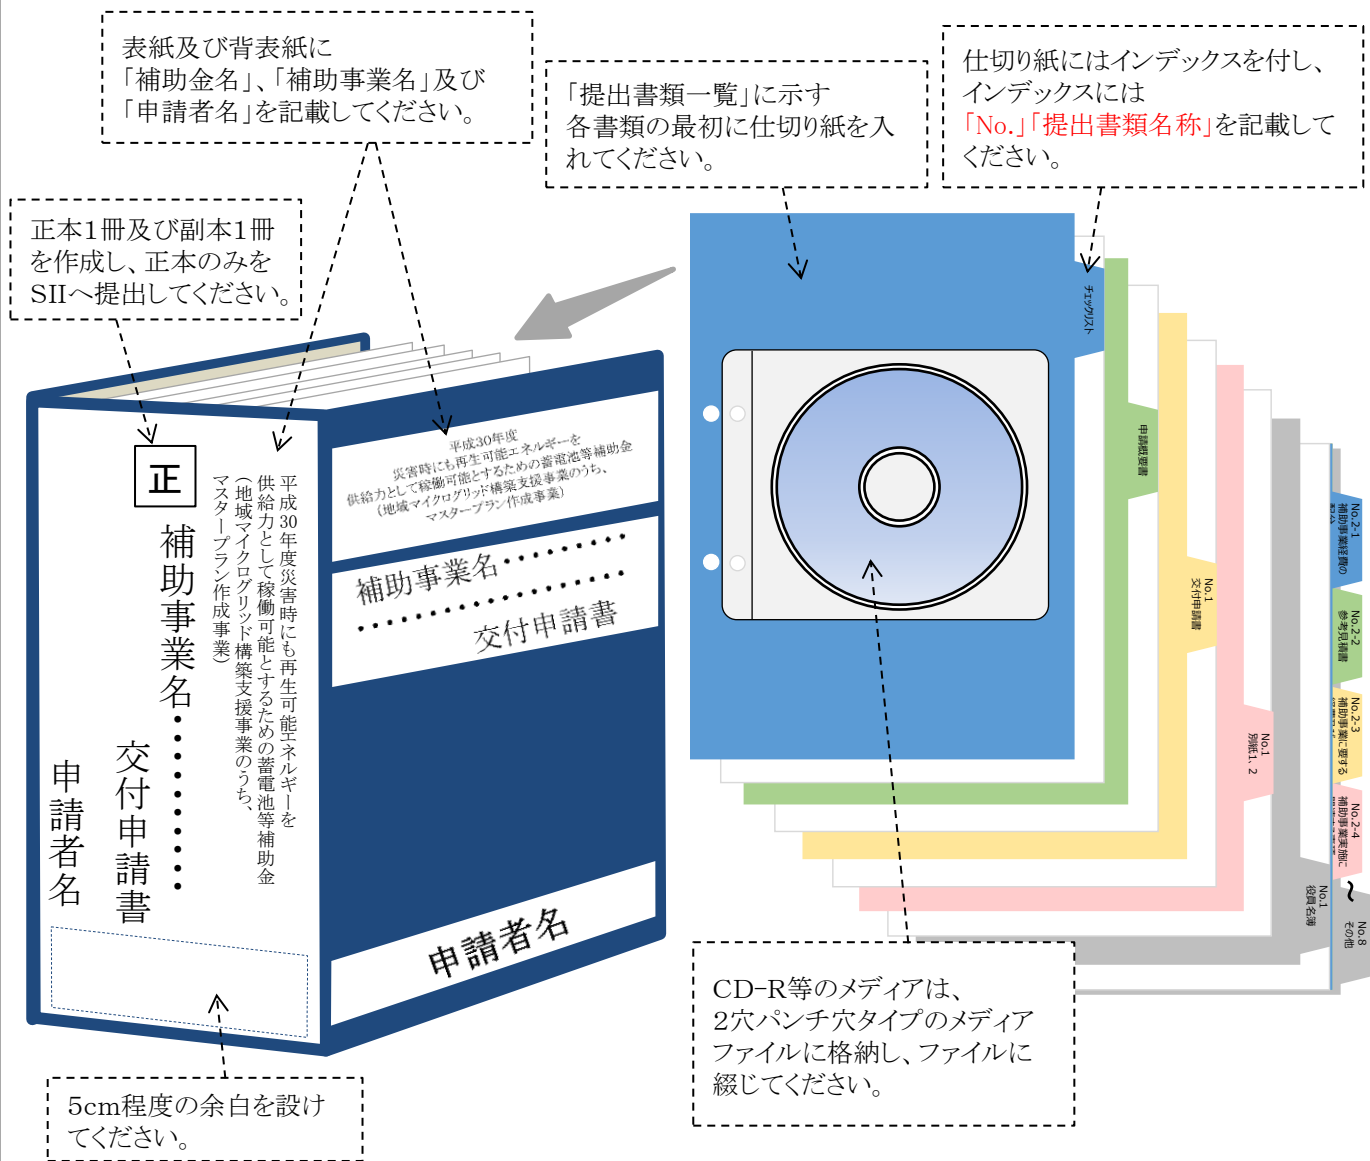 表紙及び背表紙に
「補助金名」、「補助事業名」及び
「申請者名」を記載してください。
「提出書類一覧」に示す
各書類の最初に仕切り紙を入
れてください。
仕切り紙にはインデックスを付し、
インデックスには
「No.」「提出書類名称」を記載して
ください。
正本1冊及び副本1冊
を作成し、正本のみを
SIIへ提出してください。
正
平成30年度災害時にも再生可能エネルギーを
供給力として稼働可能とするための蓄電池等補助金
（地域マイクログリッド構築支援事業のうち、
マスタープラン作成事業）
補助事業名・・・・・・・・・
交付申請書
申請者名
平成30年度
災害時にも再生可能エネルギーを
供給力として稼働可能とするための蓄電池等補助金
（地域マイクログリッド構築支援事業のうち、
マスタープラン作成事業）
補助事業名・・・・・・・・・
・・・・・・・・・・・・・・・・・・
交付申請書
申請者名
チェックリスト
申請概要書
No.1
交付申請書
No.1
別紙1、2
No.1
役員名簿
No.2-1
補助事業経費の
No.2-2
参考見積書
No.2-3
補助事業に要する
No.2-4
補助事業実施に
～
No.8
その他
CD-R等のメディアは、
2穴パンチ穴タイプのメディア
ファイルに格納し、ファイルに
綴じてください。
5cm程度の余白を設け
てください。